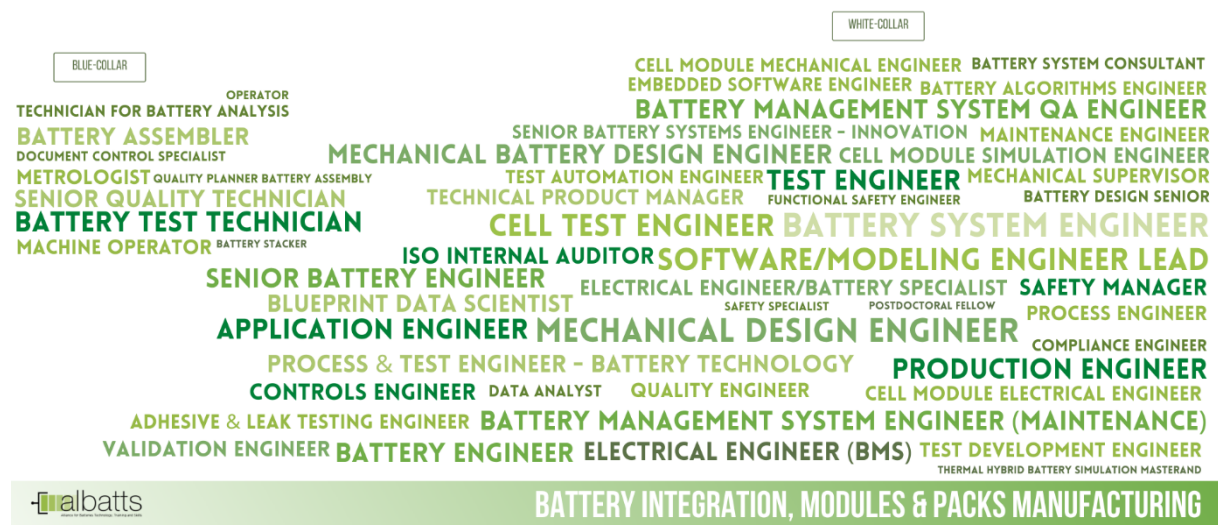 WHITE-COLLAR
BLUE-COLLAR
OPERATOR
TECHNICIAN FOR BATTERY ANALYSIS
BATTERY ASSEMBLER
DOCUMENT CONTROL SPECIALIST
METROLOGIST QUALITY PLANNER BATTERY ASSEMBLY
SENIOR QUALITY TECHNICIAN
BATTERY TEST TECHNICIAN
MACHINE OPERATOR BATTERY STACKER
CELL MODULE MECHANICAL ENGINEER BATTERY SYSTEM CONSULTANT
EMBEDDED SOFTWARE ENGINEER BATTERY ALGORITHMS ENGINEER
BATTERY MANAGEMENT SYSTEM QA ENGINEER
SENIOR BATTERY SYSTEMS ENGINEER - INNOVATION MAINTENANCE ENGINEER
MECHANICAL BATTERY DESIGN ENGINEER CELL MODULE SIMULATION ENGINEER
TEST AUTOMATION ENGINEER TEST ENGINEER MECHANICAL SUPERVISOR
TECHNICAL PRODUCT MANAGER FUNCTIONAL SAFETY ENGINEER BATTERY DESIGN SENIOR
CELL TEST ENGINEER BATTERY SYSTEM ENGINEER
ISO INTERNAL AUDITOR SOFTWARE/MODELING ENGINEER LEAD
SENIOR BATTERY ENGINEER ELECTRICAL ENGINEER/BATTERY SPECIALIST SAFETY MANAGER
BLUEPRINT DATA SCIENTIST SAFETY SPECIALIST POSTDOCTORAL FELLOW PROCESS ENGINEER
APPLICATION ENGINEER MECHANICAL DESIGN ENGINEER
COMPLIANCE ENGINEER
PROCESS & TEST ENGINEER - BATTERY TECHNOLOGY PRODUCTION ENGINEER
CONTROLS ENGINEER DATA ANALYST QUALITY ENGINEER CELL MODULE ELECTRICAL ENGINEER
ADHESIVE & LEAK TESTING ENGINEER BATTERY MANAGEMENT SYSTEM ENGINEER (MAINTENANCE)
VALIDATION ENGINEER BATTERY ENGINEER ELECTRICAL ENGINEER (BMS) TEST DEVELOPMENT ENGINEER
THERMAL HYBRID BATTERY SIMULATION MASTERAND
albatts
BATTERY INTEGRATION, MODULES & PACKS MANUFACTURING